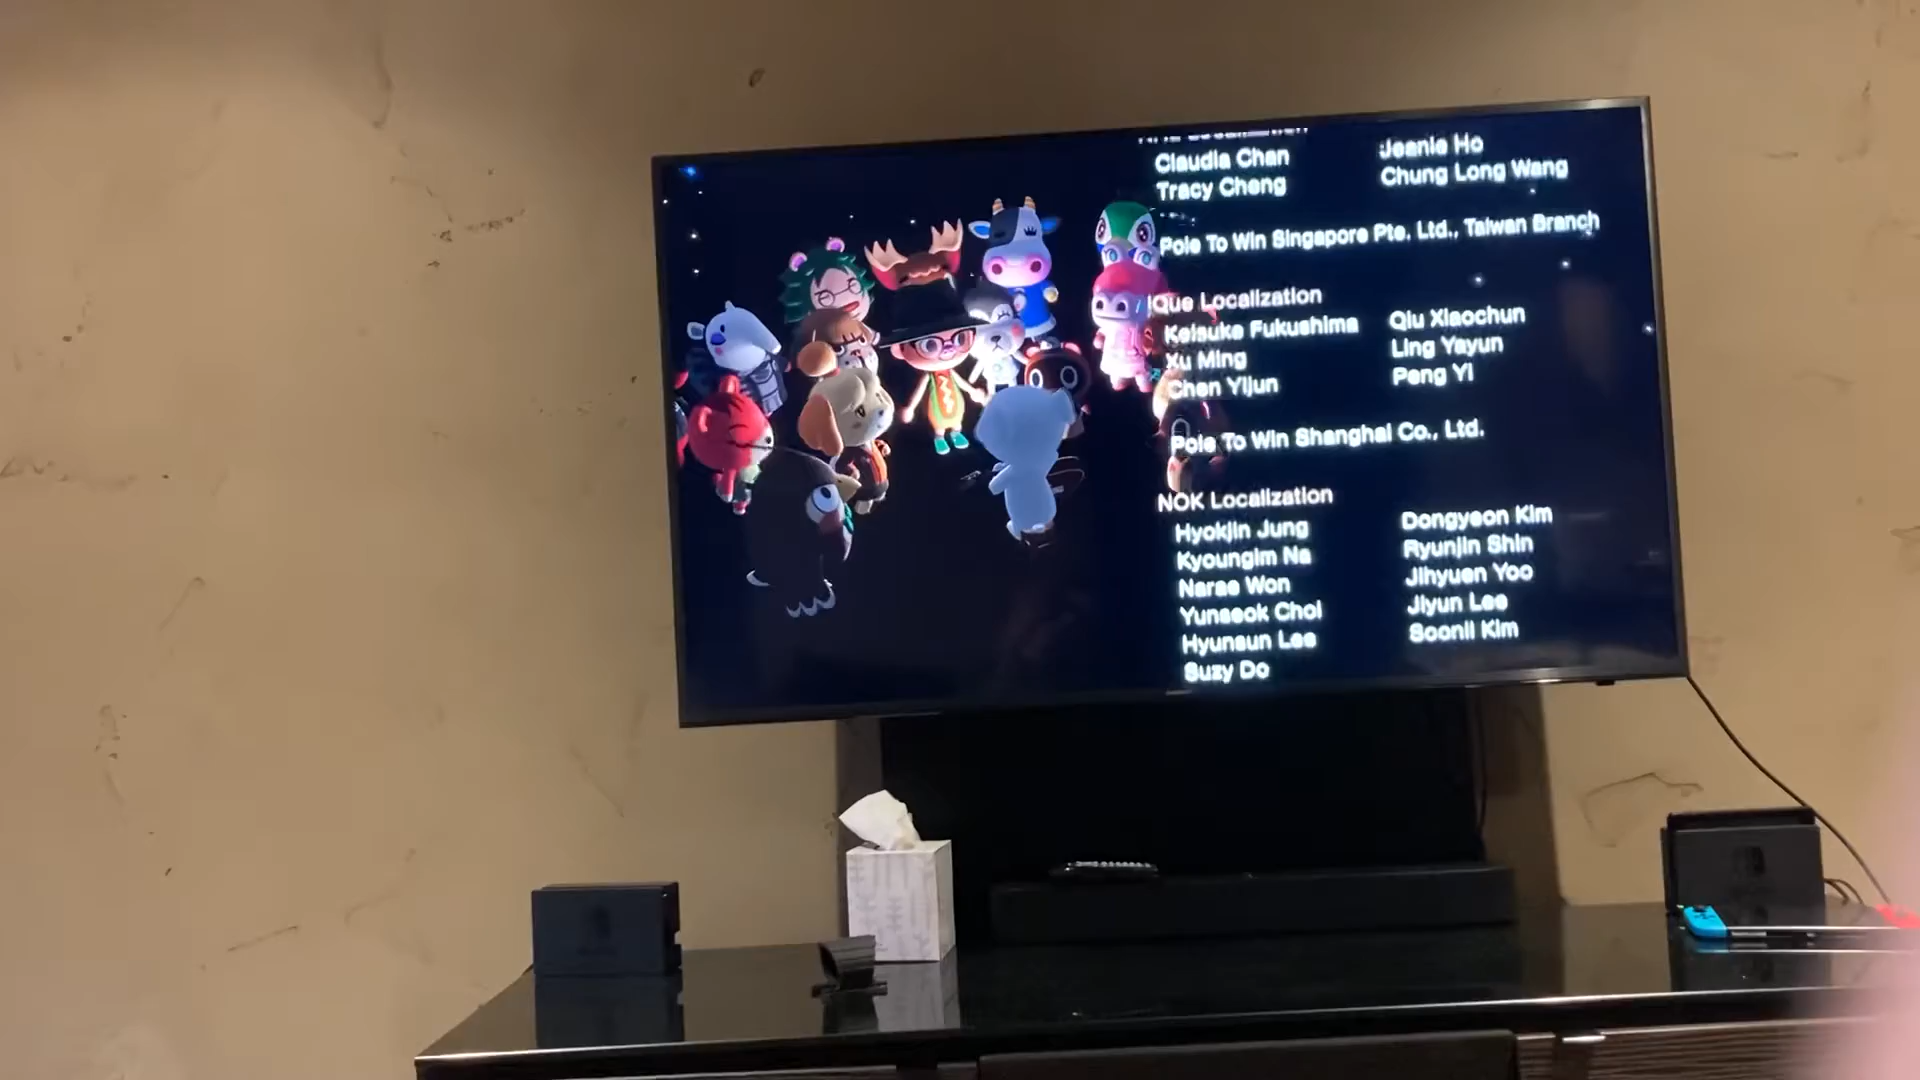 Claudia Chan Jeanie Ho
Tracy Cheng Chung Long Wang
Pole To Win Singapore Pte. Ltd., Taiwan Branch
iQue Localization
Keisuke Fukushima Qiu Xiaochun
Xu Ming Ling Yayun
Chen Yijun Peng Yi
Pole To Win Shanghai Co., Ltd.
NOK Localization
Hyokjin Jung Dongyeon Kim
Kyoungim Na Ryunjin Shin
Narae Won Jihyuen Yoo
Yunseok Choi Jiyun Lee
Hyunsun Lee Soonil Kim
Suzy Do